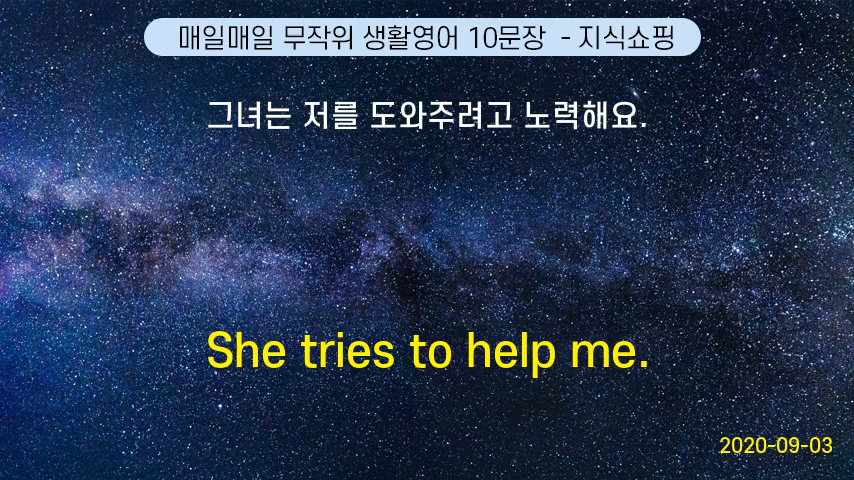 매일매일 무작위 생활영어 10문장 - 지식쇼핑
그녀는 저를 도와주려고 노력해요.
She tries to help me.
2020-09-03